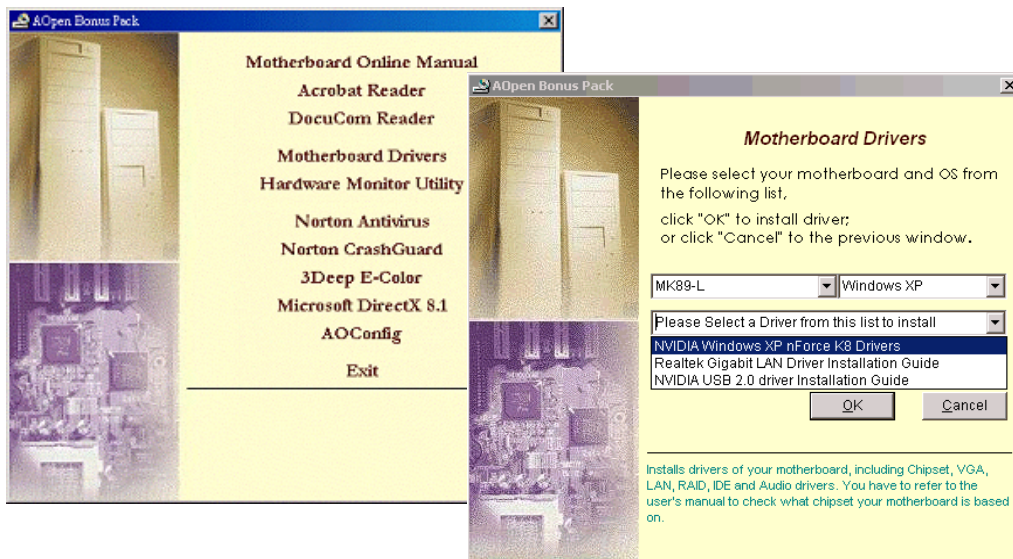 AOpen Bonus Pack
Motherboard Online Manual
Acrobat Reader
DocuCom Reader
Motherboard Drivers
Hardware Monitor Utility
Norton Antivirus
Norton CrashGuard
3Deep E-Color
Microsoft DirectX 8.1
AOConfig
Exit
AOpen Bonus Pack
Motherboard Drivers
Please select your motherboard and OS from
the following list,
click "OK" to install driver;
or click "Cancel" to the previous window.
MK89-L Windows XP
Please Select a Driver from this list to install
NVIDIA Windows XP nForce K8 Drivers
Realtek Gigabit LAN Driver Installation Guide
NVIDIA USB 2.0 driver Installation Guide
OK Cancel
Installs drivers of your motherboard, including Chipset, VGA,
LAN, RAID, IDE and Audio drivers. You have to refer to the
user's manual to check what chipset your motherboard is based
on.